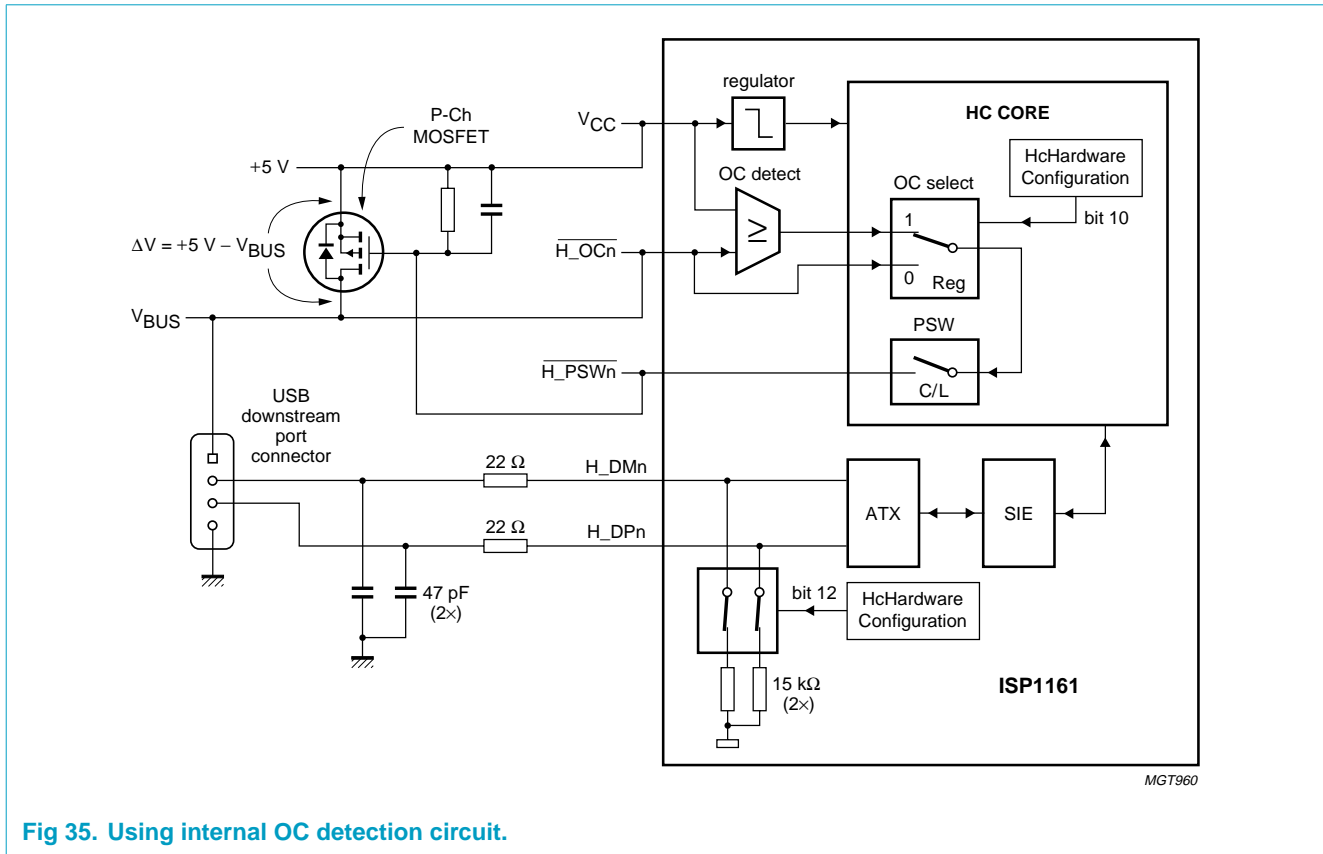 regulator
HC CORE
P-Ch
MOSFET
VCC
HcHardware
Configuration
+5 V
OC detect
OC select
bit 10
1
≥
ΔV = +5 V − VBUS
H_OCn
0
Reg
VBUS
PSW
H_PSWn
C/L
USB
downstream
port
connector
22 Ω
H_DMn
ATX
SIE
22 Ω
H_DPn
47 pF
(2×)
bit 12
HcHardware
Configuration
15 kΩ
(2×)
ISP1161
MGT960
Fig 35. Using internal OC detection circuit.